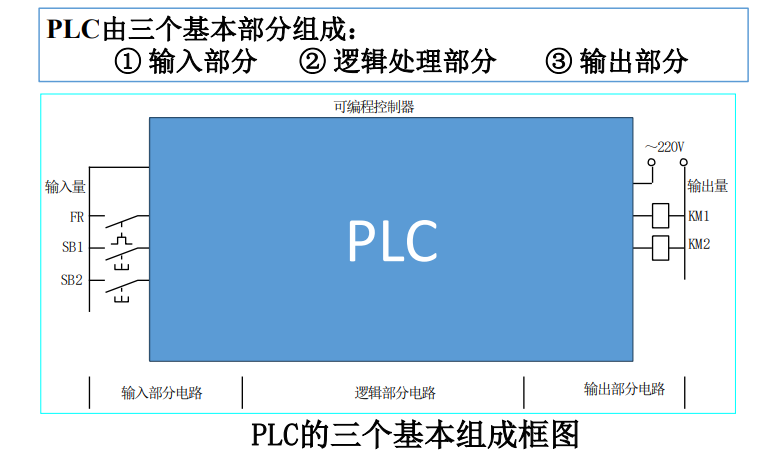 PLC由三个基本部分组成：
① 输入部分 ② 逻辑处理部分 ③ 输出部分
可编程控制器
～220V
输入量
输出量
FR
KM1
PLC
SB1
KM2
SB2
输入部分电路
逻辑部分电路
输出部分电路
PLC的三个基本组成框图